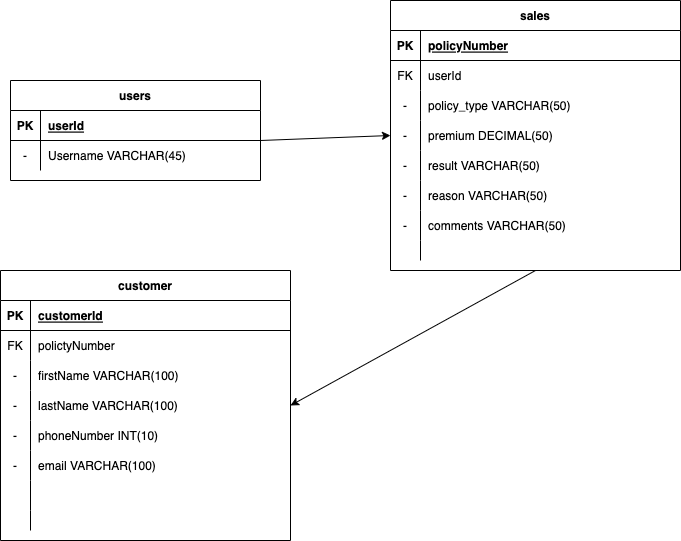 users
PK userId
- Username VARCHAR(45)
sales
PK policyNumber
FK userId
- policy_type VARCHAR(50)
- premium DECIMAL(50)
- result VARCHAR(50)
- reason VARCHAR(50)
- comments VARCHAR(50)
customer
PK customerId
FK polictyNumber
- firstName VARCHAR(100)
- lastName VARCHAR(100)
- phoneNumber INT(10)
- email VARCHAR(100)